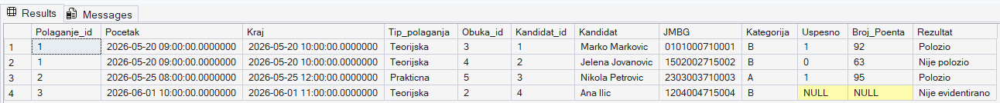 Results Messages
Polaganje_id Pocetak Kraj Tip_polaganja Obuka_id Kandidat_id Kandidat JMBG Kategorija Uspesno Broj_Poenta Rezultat
1 1 2026-05-20 09:00:00.0000000 2026-05-20 10:00:00.0000000 Teorijska 3 1 Marko Markovic 0101000710001 B 1 92 Polozio
2 1 2026-05-20 09:00:00.0000000 2026-05-20 10:00:00.0000000 Teorijska 4 2 Jelena Jovanovic 1502002715002 B 0 63 Nije polozio
3 2 2026-05-25 08:00:00.0000000 2026-05-25 12:00:00.0000000 Prakticna 5 3 Nikola Petrovic 2303003710003 A 1 95 Polozio
4 3 2026-06-01 10:00:00.0000000 2026-06-01 11:00:00.0000000 Teorijska 2 4 Ana Ilic 1204004715004 B NULL NULL Nije evidentirano